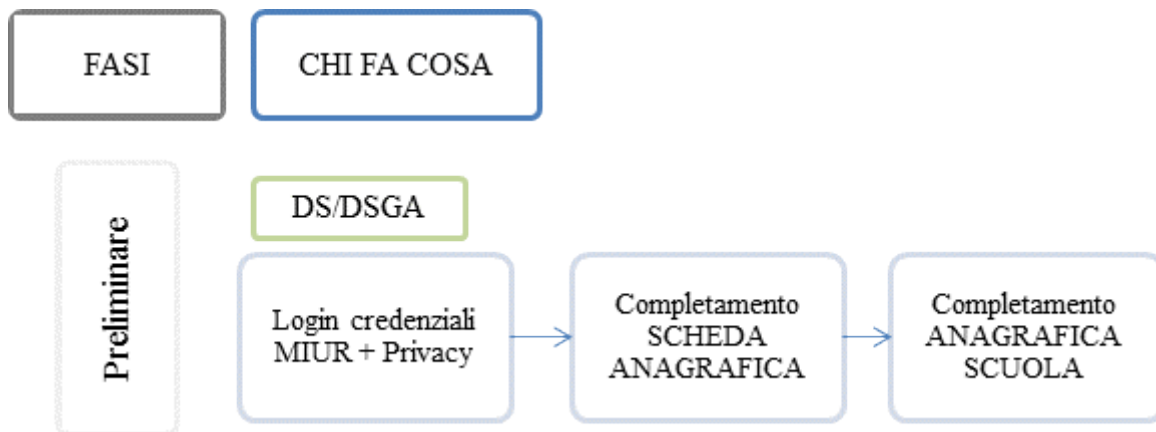 FASI
CHI FA COSA
Preliminare
DS/DSGA
Login credenziali
MIUR + Privacy
Completamento
SCHEDA
ANAGRAFICA
Completamento
ANAGRAFICA
SCUOLA